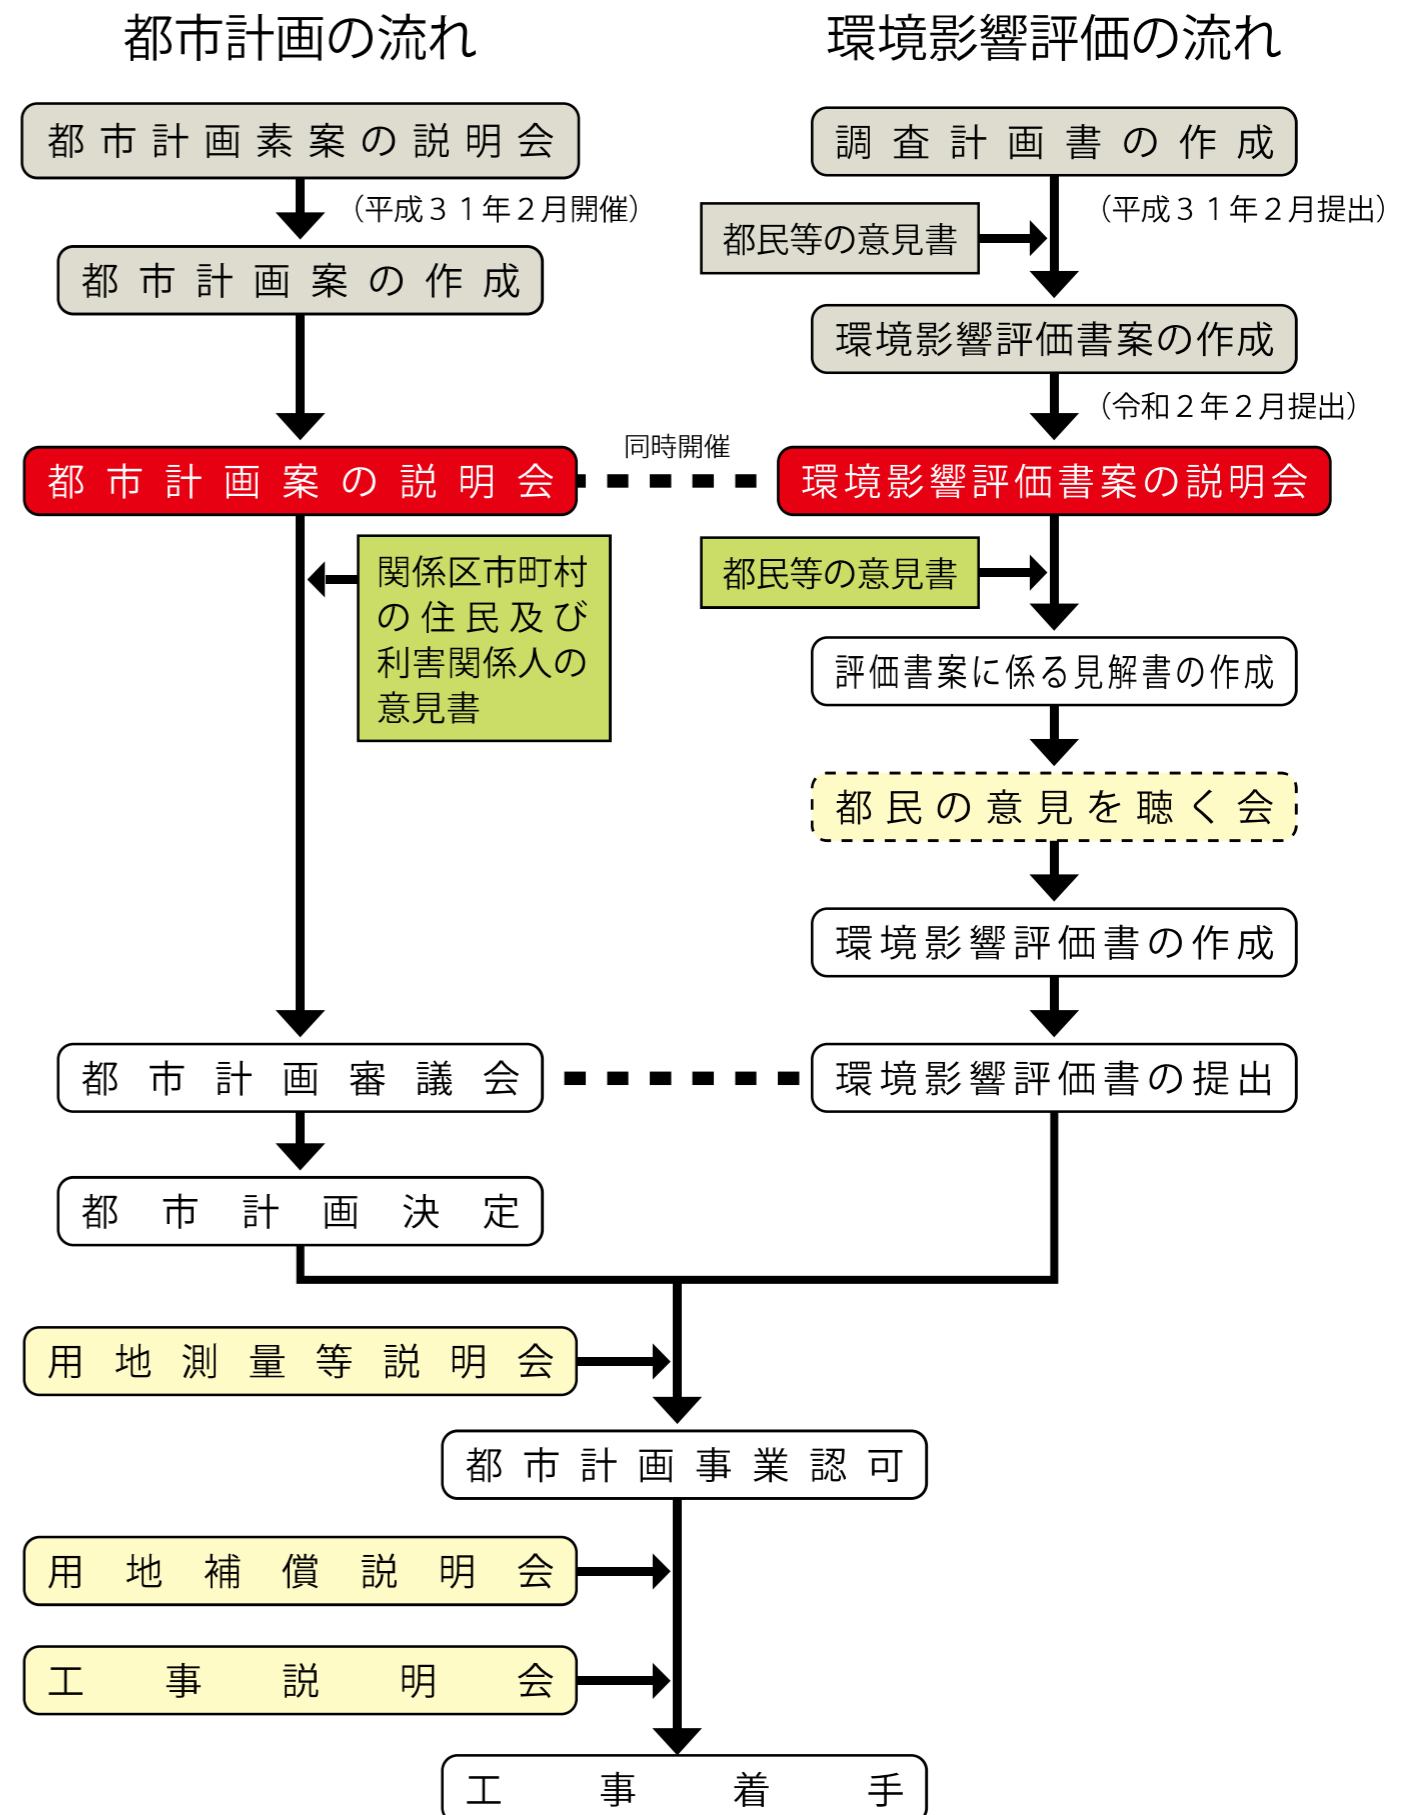 都市計画の流れ
都市計画素案の説明会
（平成３１年２月開催）
都市計画案の作成
都市計画案の説明会
同時開催
関係区市町村
の住民及び
利害関係人の
意見書
都市計画審議会
都市計画決定
環境影響評価の流れ
調査計画書の作成
（平成３１年２月提出）
都民等の意見書
環境影響評価書案の作成
（令和２年２月提出）
環境影響評価書案の説明会
都民等の意見書
評価書案に係る見解書の作成
都民の意見を聴く会
環境影響評価書の作成
環境影響評価書の提出
用地測量等説明会
都市計画事業認可
用地補償説明会
工事説明会
工事着手